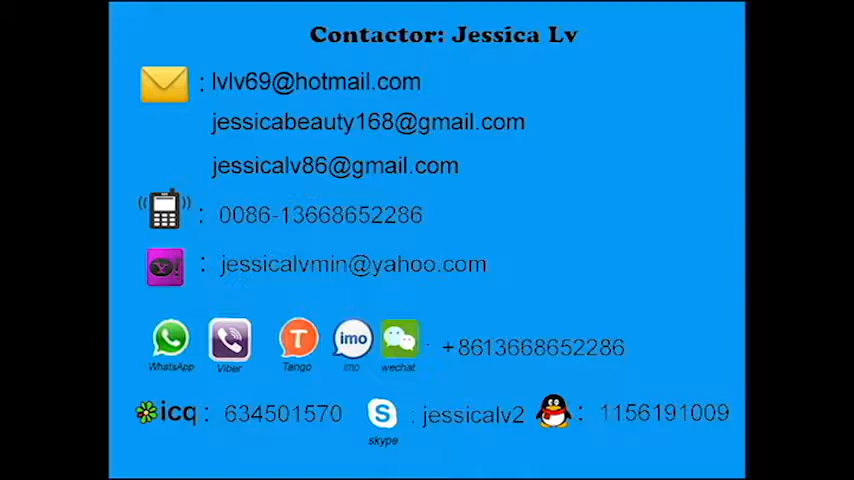 Contactor: Jessica Lv
: lvlv69@hotmail.com
jessicabeauty168@gmail.com
jessicalv86@gmail.com
: 0086-13668652286
Y! : jessicalvmin@yahoo.com
T imo : +8613668652286
WhatsApp Viber Tango imo wechat
icq : 634501570 S : jessicalv2 : 1156191009
skype